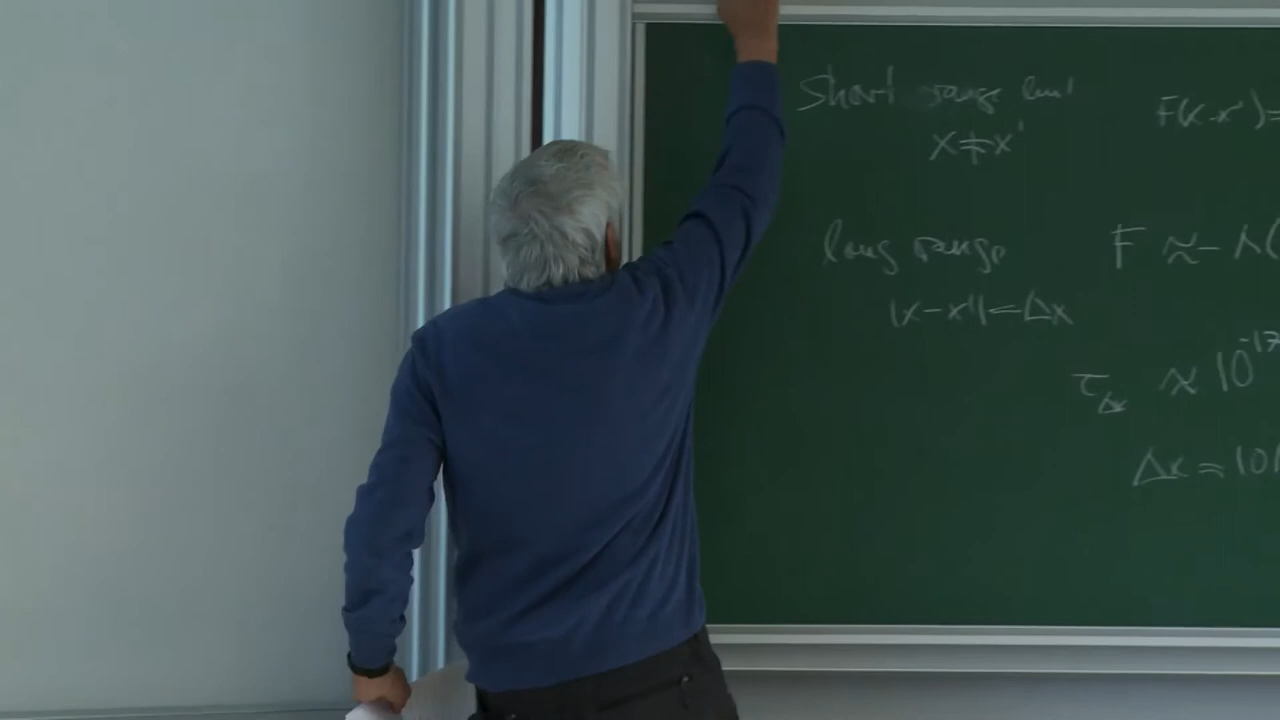 Short range limit F(x-x') =
x ≠ x'
long range F ≈ - Λ(
|x-x'| = Δx
τ_Δx ≈ 10^-17
Δx = 10